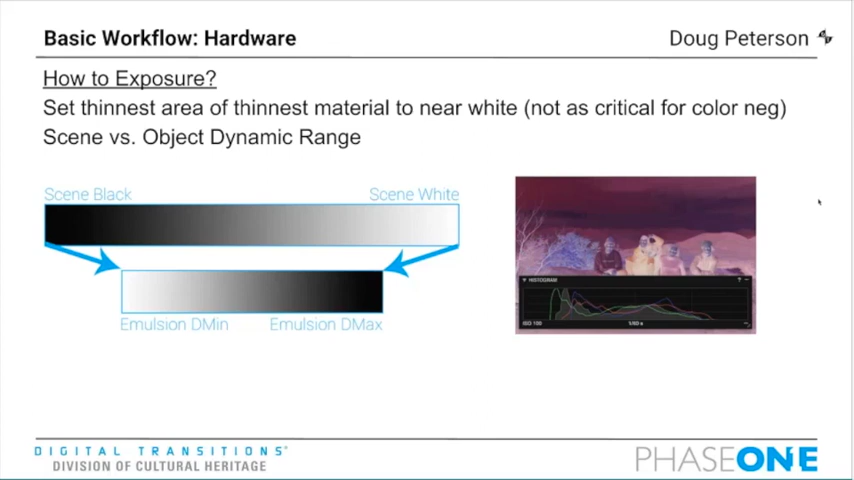 Basic Workflow: Hardware
Doug Peterson
How to Exposure?
Set thinnest area of thinnest material to near white (not as critical for color neg)
Scene vs. Object Dynamic Range
Scene Black
Scene White
Emulsion DMin
Emulsion DMax
HISTOGRAM
ISO 100
1/60 s
DIGITAL TRANSITIONS
DIVISION OF CULTURAL HERITAGE
PHASEONE